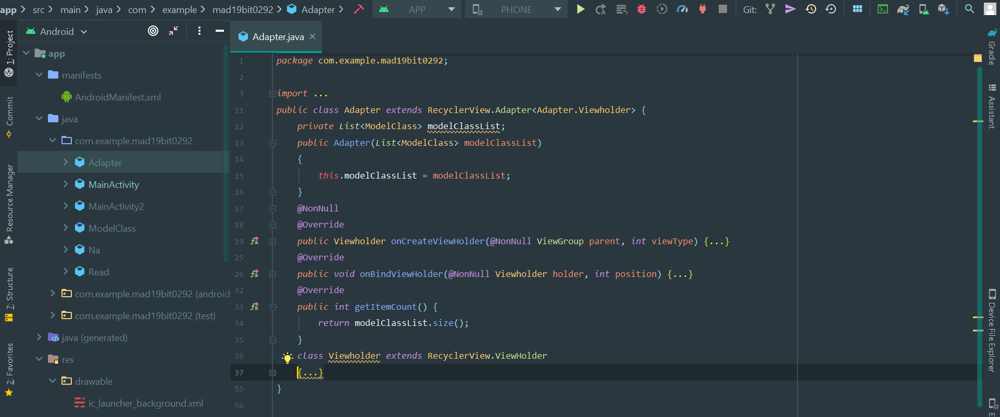 app src main java com example mad19bit0292 Adapter APP PHONE Git:
1: Project
Commit
Resource Manager
7: Structure
2: Favorites
Android
app
manifests
AndroidManifest.xml
java
com.example.mad19bit0292
Adapter
MainActivity
MainActivity2
ModelClass
Na
Read
com.example.mad19bit0292 (android
com.example.mad19bit0292 (test)
java (generated)
res
drawable
ic_launcher_background.xml
Adapter.java
1 package com.example.mad19bit0292;
2
3 import ...
11 public class Adapter extends RecyclerView.Adapter<Adapter.Viewholder> {
12 private List<ModelClass> modelClassList;
13 public Adapter(List<ModelClass> modelClassList)
14 {
15 this.modelClassList = modelClassList;
16 }
17 @NonNull
18 @Override
19 public Viewholder onCreateViewHolder(@NonNull ViewGroup parent, int viewType) {...}
25 @Override
26 public void onBindViewHolder(@NonNull Viewholder holder, int position) {...}
32 @Override
33 public int getItemCount() {
34 return modelClassList.size();
35 }
36 class Viewholder extends RecyclerView.ViewHolder
37 {...}
55 }
56
Gradle
Assistant
Device File Explorer